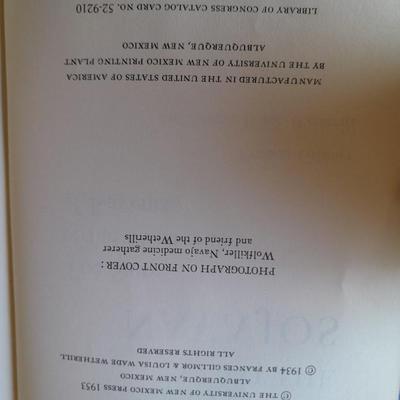 © THE UNIVERSITY OF NEW MEXICO PRESS 1953
ALBUQUERQUE, NEW MEXICO
© 1934 BY FRANCES GILLMOR & LOUISA WADE WETHERILL
ALL RIGHTS RESERVED
PHOTOGRAPH ON FRONT COVER:
Wolfkiller, Navajo medicine gatherer
and friend of the Wetherills
MANUFACTURED IN THE UNITED STATES OF AMERICA
BY THE UNIVERSITY OF NEW MEXICO PRINTING PLANT
ALBUQUERQUE, NEW MEXICO
LIBRARY OF CONGRESS CATALOG CARD NO. 52-9210